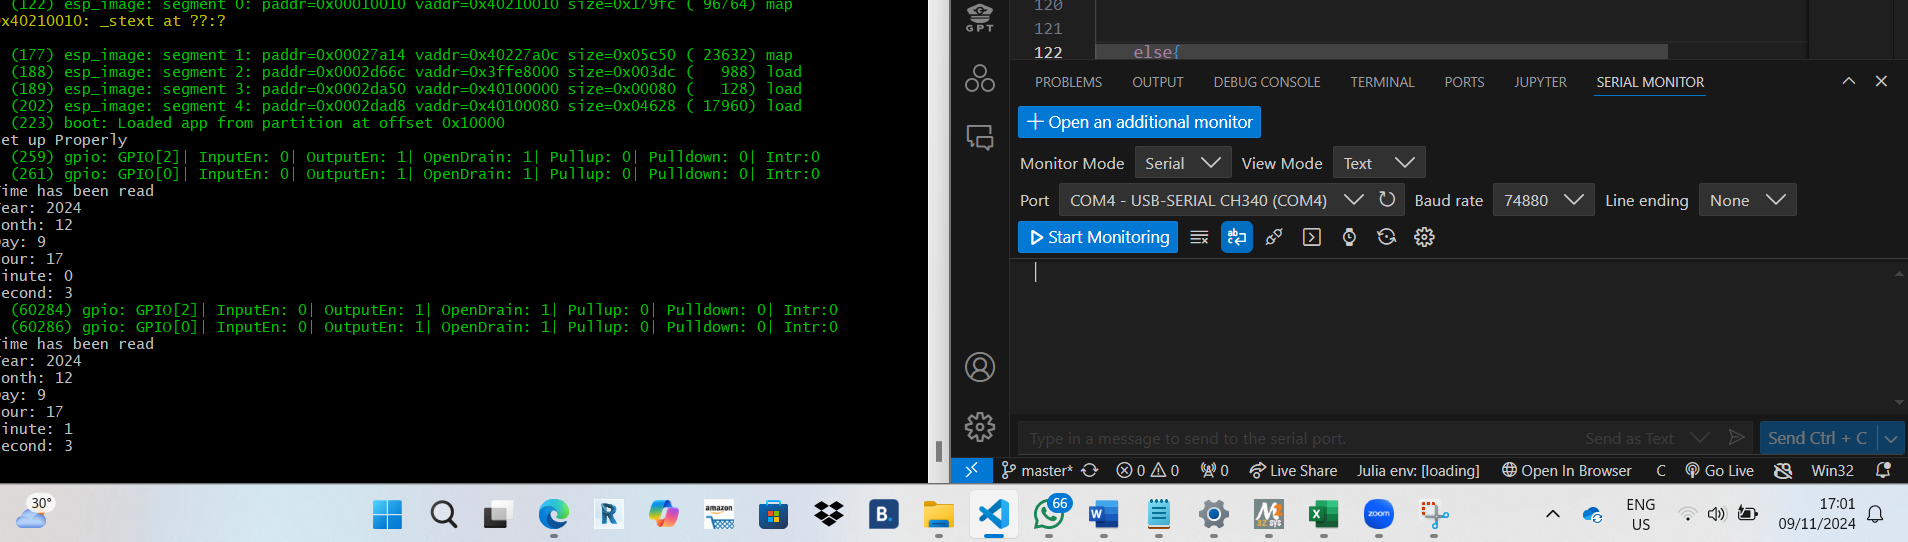 (122) esp_image: segment 0: paddr=0x00010010 vaddr=0x40210010 size=0x179fc ( 96764) map
0x40210010: _stext at ??:?
(177) esp_image: segment 1: paddr=0x00027a14 vaddr=0x40227a0c size=0x05c50 ( 23632) map
(188) esp_image: segment 2: paddr=0x0002d66c vaddr=0x3ffe8000 size=0x003dc (   988) load
(189) esp_image: segment 3: paddr=0x0002da50 vaddr=0x40100000 size=0x00080 (   128) load
(202) esp_image: segment 4: paddr=0x0002dad8 vaddr=0x40100080 size=0x04628 ( 17960) load
(223) boot: Loaded app from partition at offset 0x10000
et up Properly
(259) gpio: GPIO[2]| InputEn: 0| OutputEn: 1| OpenDrain: 1| Pullup: 0| Pulldown: 0| Intr:0
(261) gpio: GPIO[0]| InputEn: 0| OutputEn: 1| OpenDrain: 1| Pullup: 0| Pulldown: 0| Intr:0
Time has been read
Year: 2024
onth: 12
Day: 9
our: 17
inute: 0
econd: 3
(60284) gpio: GPIO[2]| InputEn: 0| OutputEn: 1| OpenDrain: 1| Pullup: 0| Pulldown: 0| Intr:0
(60286) gpio: GPIO[0]| InputEn: 0| OutputEn: 1| OpenDrain: 1| Pullup: 0| Pulldown: 0| Intr:0
Time has been read
Year: 2024
onth: 12
Day: 9
our: 17
inute: 1
econd: 3
GPT
120
121
122 else{
PROBLEMS OUTPUT DEBUG CONSOLE TERMINAL PORTS JUPYTER SERIAL MONITOR
Open an additional monitor
Monitor Mode Serial View Mode Text
Port COM4 - USB-SERIAL CH340 (COM4) Baud rate 74880 Line ending None
Start Monitoring
Type in a message to send to the serial port. Send as Text Send Ctrl + C
master* 0 0 0 Live Share Julia env: [loading] Open In Browser C Go Live Win32
30°
amazon
B.
66
zoom
ENG
US
17:01
09/11/2024